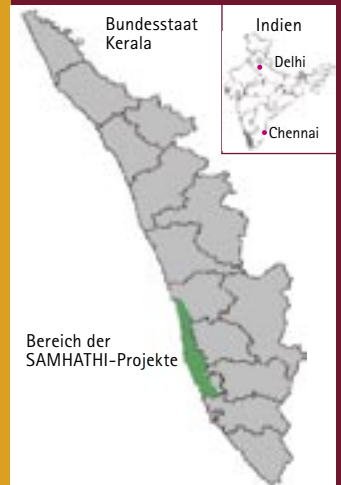 Bundesstaat
Kerala
Indien
Delhi
Chennai
Bereich der
SAMHATHI-Projekte